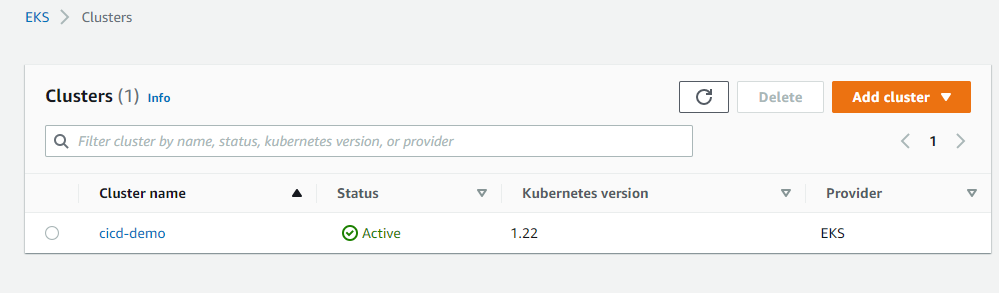 EKS Clusters
Clusters (1) Info
Delete
Add cluster
Filter cluster by name, status, kubernetes version, or provider
1
Cluster name Status Kubernetes version Provider
cicd-demo Active 1.22 EKS